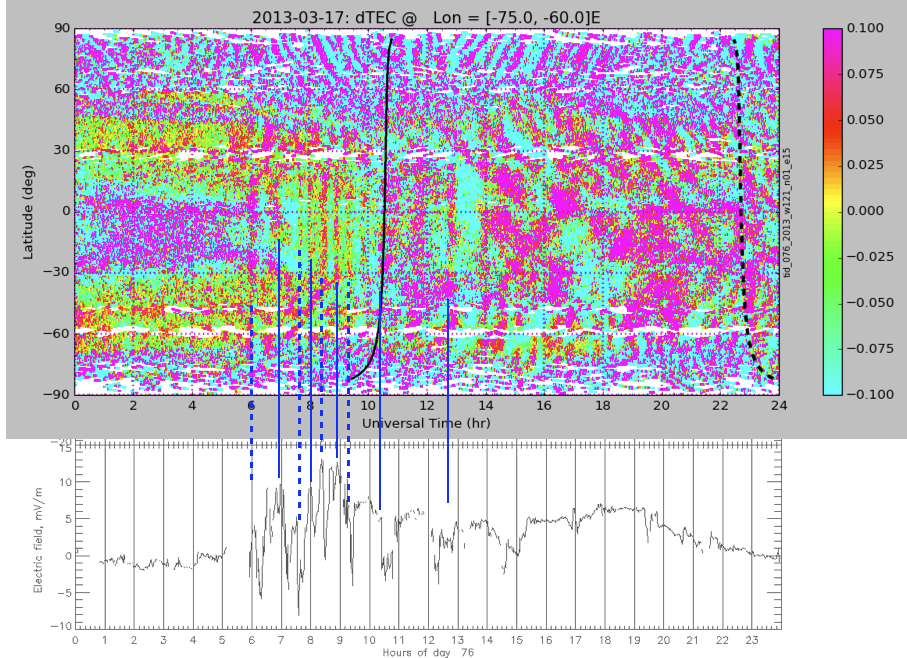 2013-03-17: dTEC @ Lon = [-75.0, -60.0]E
90
60
30
0
−30
−60
−90
Latitude (deg)
0 2 4 6 8 10 12 14 16 18 20 22 24
Universal Time (hr)
tid_076_2013_w121_n01_e15
0.100
0.075
0.050
0.025
0.000
−0.025
−0.050
−0.075
−0.100
−20
15
10
5
0
−5
−10
Electric field, mV/m
0 1 2 3 4 5 6 7 8 9 10 11 12 13 14 15 16 17 18 19 20 21 22 23
Hours of day 76